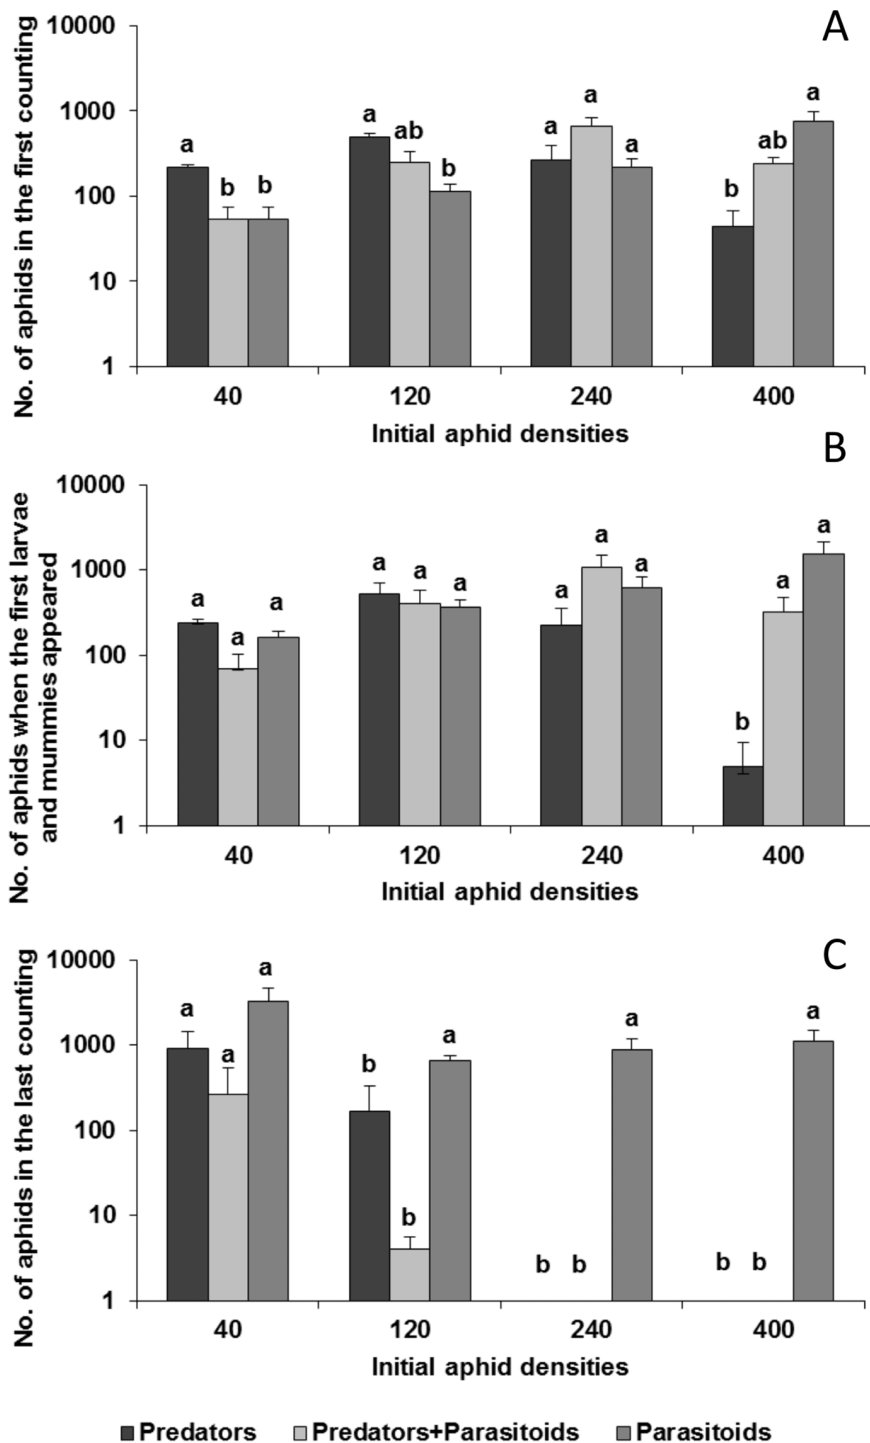 A
No. of aphids in the first counting
10000
1000
100
10
1
a
b
b
a
ab
b
a
a
a
b
ab
a
40
120
240
400
Initial aphid densities
B
No. of aphids when the first larvae
and mummies appeared
10000
1000
100
10
1
a
a
a
a
a
a
a
a
a
b
a
a
40
120
240
400
Initial aphid densities
C
No. of aphids in the last counting
10000
1000
100
10
1
a
a
a
b
b
a
b
b
a
b
b
a
40
120
240
400
Initial aphid densities
Predators
Predators+Parasitoids
Parasitoids